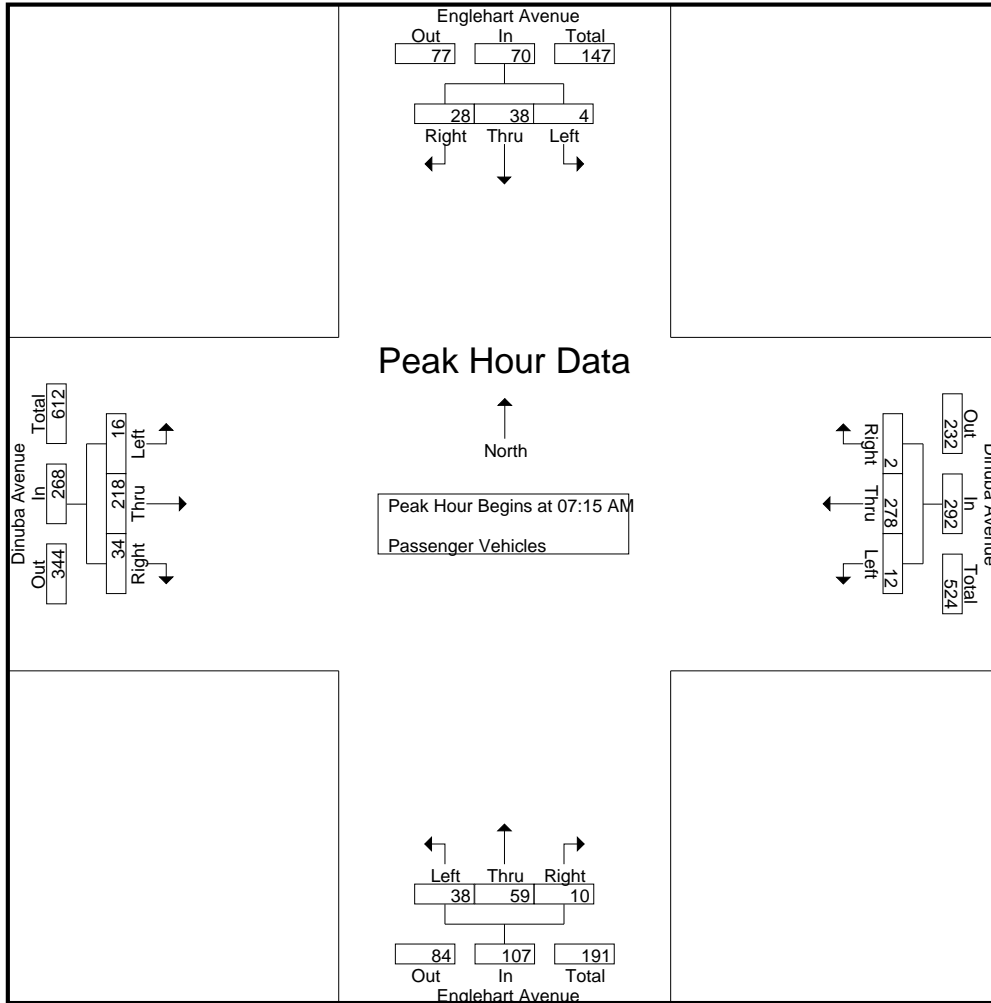 Englehart Avenue
Out In Total
77 70 147
28 38 4
Right Thru Left
Peak Hour Data
North
Peak Hour Begins at 07:15 AM
Passenger Vehicles
Dinuba Avenue
Total In Out
612 268 344
16 218 34
Left Thru Right
Right Thru Left
2 278 12
Out In Total
232 292 524
Dinuba Avenue
Left Thru Right
38 59 10
84 107 191
Out In Total
Englehart Avenue